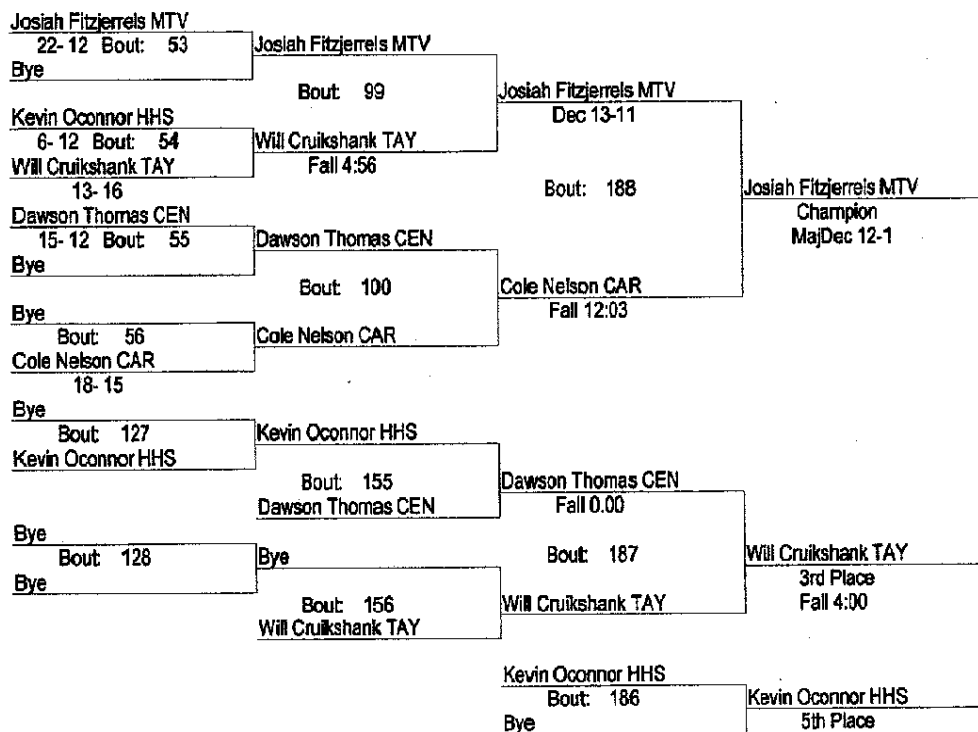 Josiah Fitzjerrels MTV
22- 12 Bout: 53
Bye
Josiah Fitzjerrels MTV
Bout: 99
Kevin Oconnor HHS
6- 12 Bout: 54
Will Cruikshank TAY
13- 16
Will Cruikshank TAY
Fall 4:56
Josiah Fitzjerrels MTV
Dec 13-11
Bout: 188
Dawson Thomas CEN
15- 12 Bout: 55
Bye
Dawson Thomas CEN
Bout: 100
Bye
Bout: 56
Cole Nelson CAR
18- 15
Cole Nelson CAR
Cole Nelson CAR
Fall 12:03
Josiah Fitzjerrels MTV
Champion
MajDec 12-1
Bye
Bout: 127
Kevin Oconnor HHS
Kevin Oconnor HHS
Bout: 155
Dawson Thomas CEN
Dawson Thomas CEN
Fall 0.00
Bout: 187
Bye
Bout: 128
Bye
Bye
Bout: 156
Will Cruikshank TAY
Will Cruikshank TAY
Will Cruikshank TAY
3rd Place
Fall 4:00
Kevin Oconnor HHS
Bout: 186
Bye
Kevin Oconnor HHS
5th Place